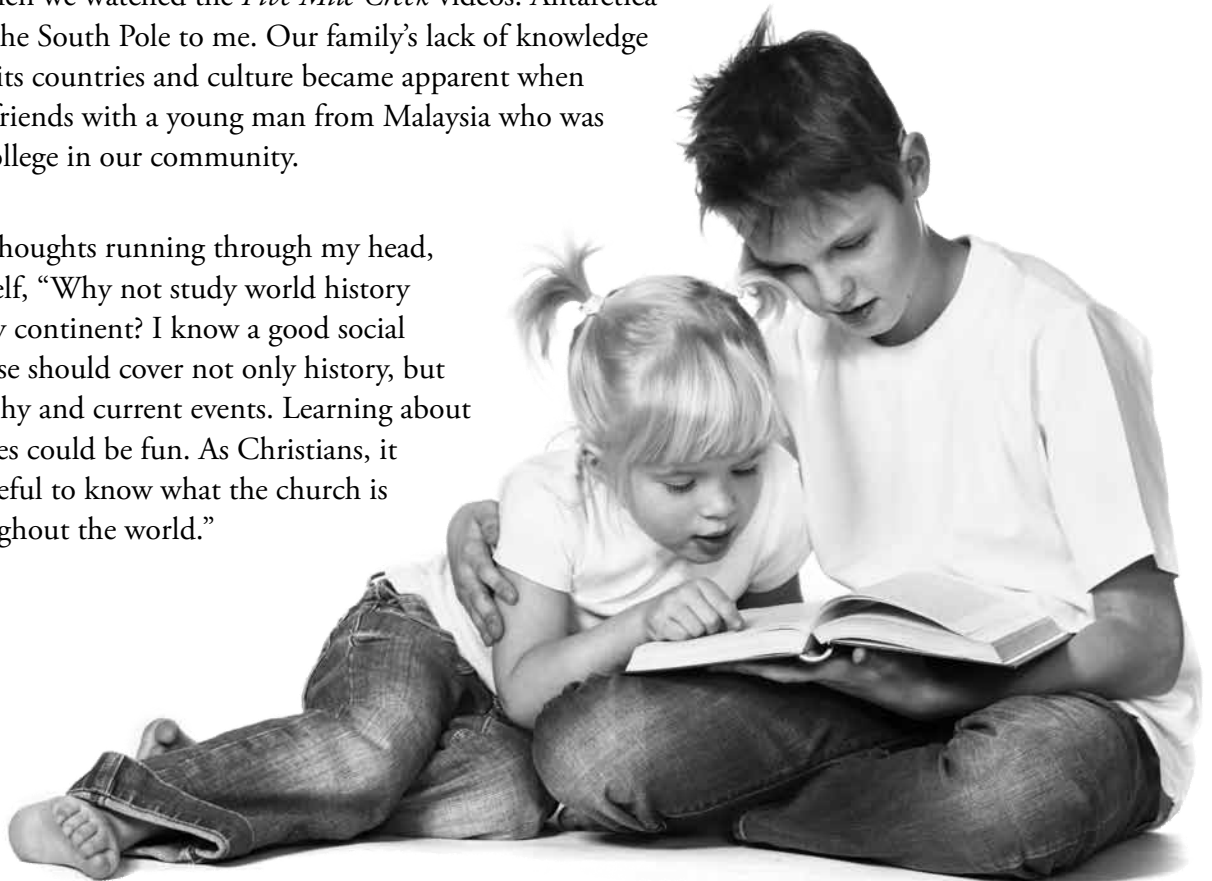 en we watched the Five Mile Creek videos. Antarctica
he South Pole to me. Our family's lack of knowledge
its countries and culture became apparent when
riends with a young man from Malaysia who was
ollege in our community.
houghts running through my head,
elf, “Why not study world history
y continent? I know a good social
se should cover not only history, but
hy and current events. Learning about
es could be fun. As Christians, it
eful to know what the church is
ghout the world.”